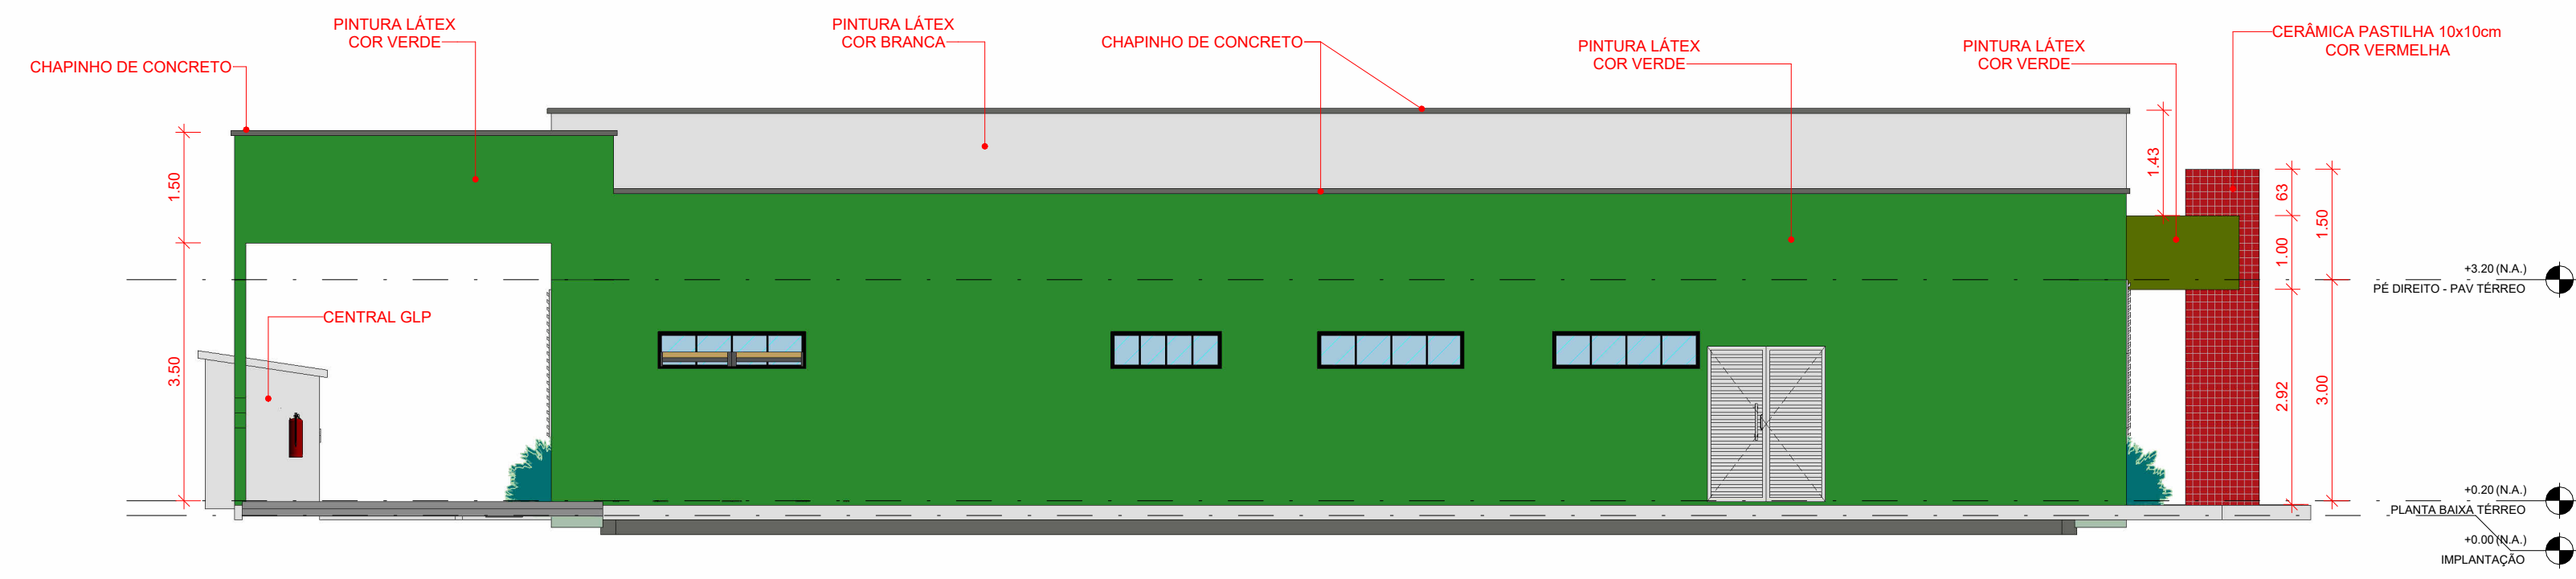 PINTURA LÁTEX
COR VERDE
PINTURA LÁTEX
COR BRANCA
CHAPINHO DE CONCRETO
PINTURA LÁTEX
COR VERDE
PINTURA LÁTEX
COR VERDE
CERÂMICA PASTILHA 10x10cm
COR VERMELHA
CHAPINHO DE CONCRETO
1.50
3.50
CENTRAL GLP
1.43
63
1.00
2.92
1.50
3.00
+3.20 (N.A.)
PÉ DIREITO - PAV TÉRREO
+0.20 (N.A.)
PLANTA BAIXA TÉRREO
+0.00 (N.A.)
IMPLANTAÇÃO